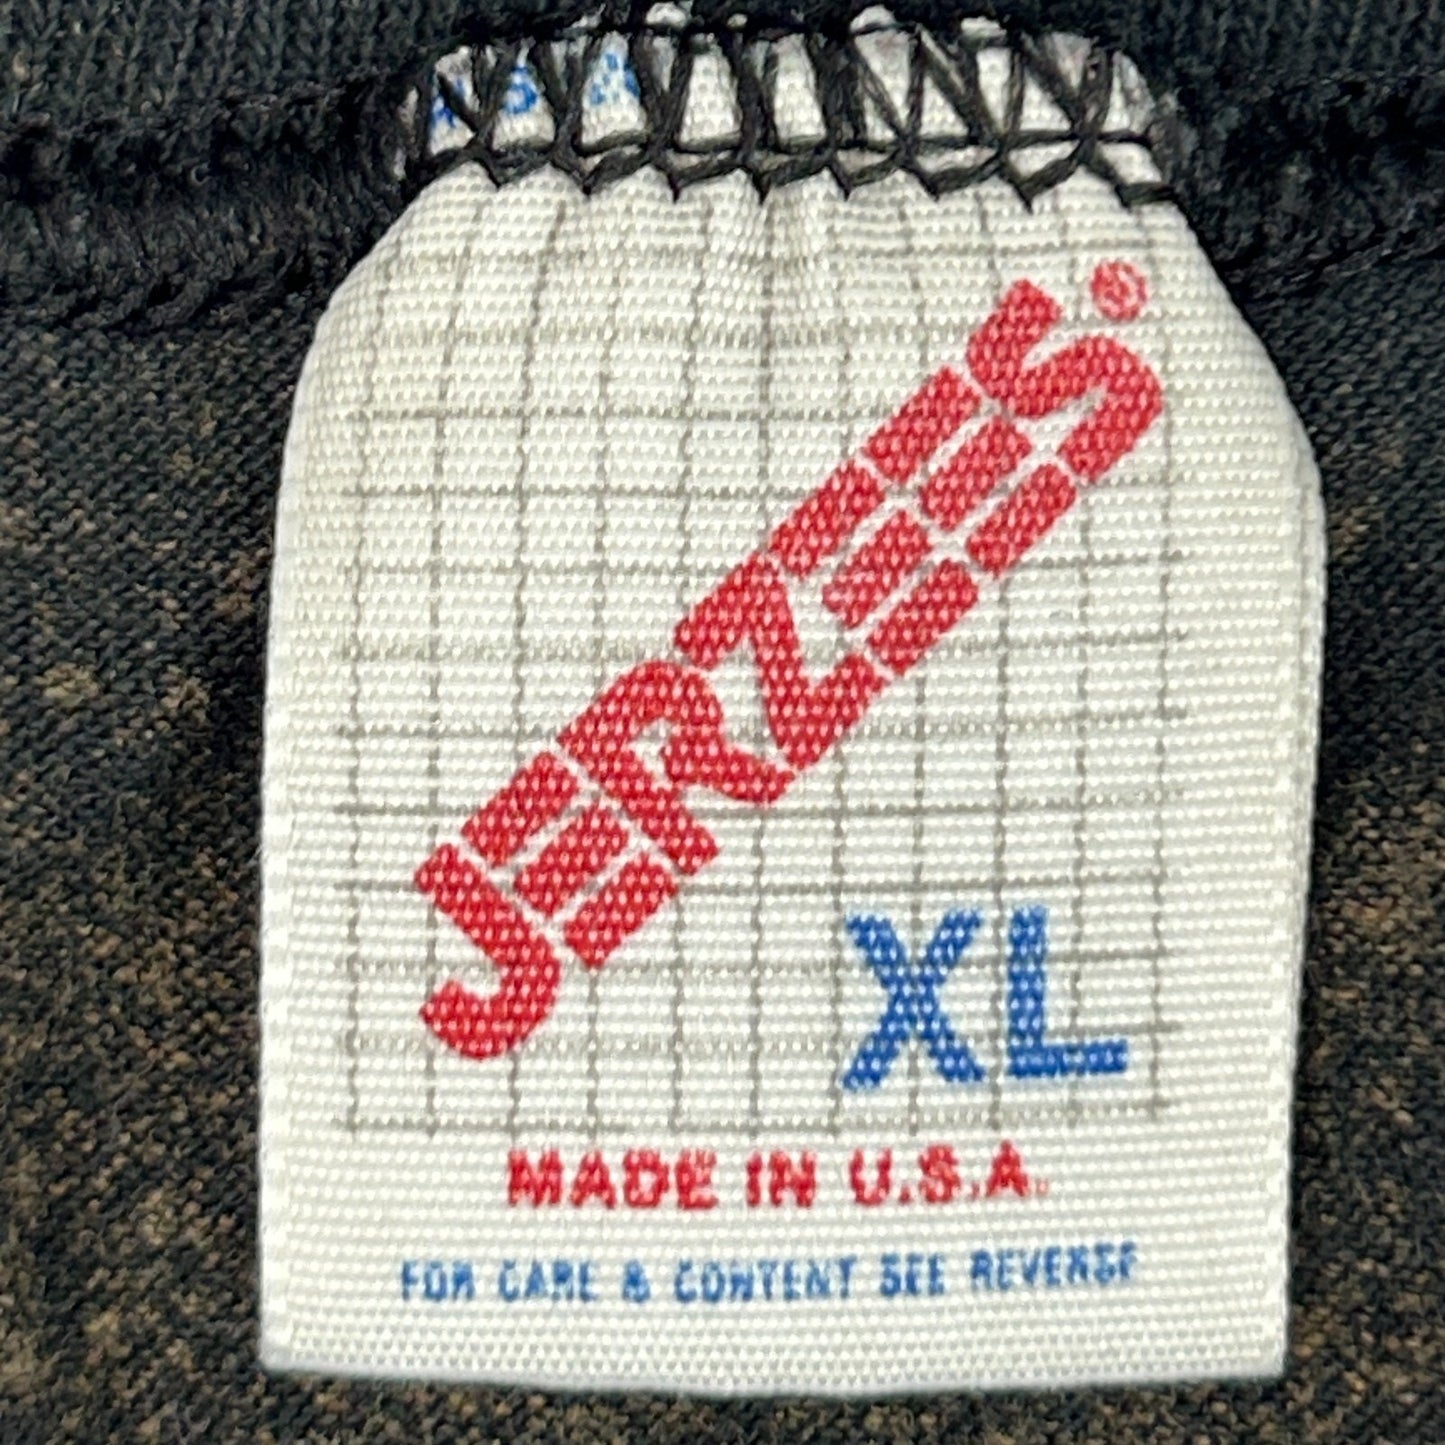 JERZEES®
XL
MADE IN U.S.A.
FOR CARE & CONTENT SEE REVERSE